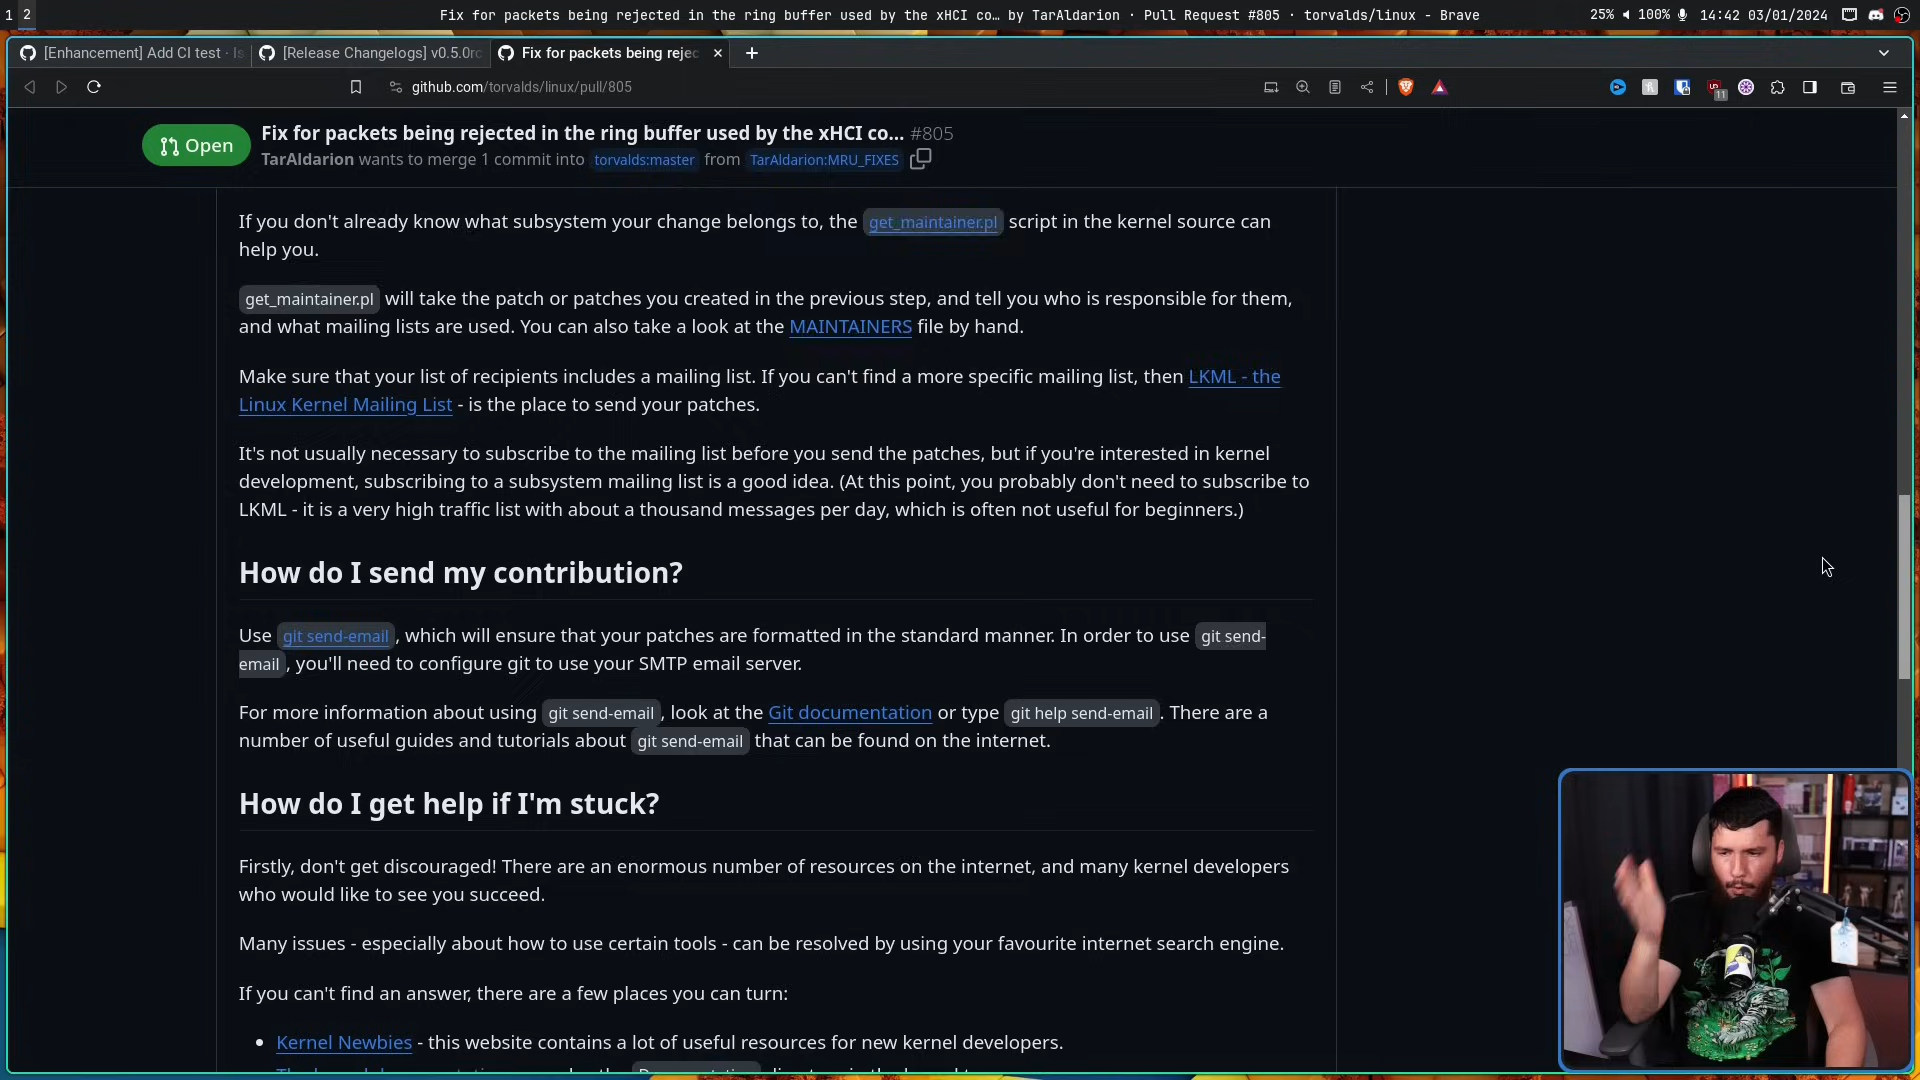 1 2 Fix for packets being rejected in the ring buffer used by the xHCI co… by TarAldarion · Pull Request #805 · torvalds/linux - Brave 25% 100% 14:42 03/01/2024
[Enhancement] Add CI test · Is [Release Changelogs] v0.5.0rc Fix for packets being rejec
github.com/torvalds/linux/pull/805 11
Open Fix for packets being rejected in the ring buffer used by the xHCI co... #805
TarAldarion wants to merge 1 commit into torvalds:master from TarAldarion:MRU_FIXES
If you don't already know what subsystem your change belongs to, the get_maintainer.pl script in the kernel source can
help you.
get_maintainer.pl will take the patch or patches you created in the previous step, and tell you who is responsible for them,
and what mailing lists are used. You can also take a look at the MAINTAINERS file by hand.
Make sure that your list of recipients includes a mailing list. If you can't find a more specific mailing list, then LKML - the
Linux Kernel Mailing List - is the place to send your patches.
It's not usually necessary to subscribe to the mailing list before you send the patches, but if you're interested in kernel
development, subscribing to a subsystem mailing list is a good idea. (At this point, you probably don't need to subscribe to
LKML - it is a very high traffic list with about a thousand messages per day, which is often not useful for beginners.)
How do I send my contribution?
Use git send-email, which will ensure that your patches are formatted in the standard manner. In order to use git send-
email, you'll need to configure git to use your SMTP email server.
For more information about using git send-email, look at the Git documentation or type git help send-email. There are a
number of useful guides and tutorials about git send-email that can be found on the internet.
How do I get help if I'm stuck?
Firstly, don't get discouraged! There are an enormous number of resources on the internet, and many kernel developers
who would like to see you succeed.
Many issues - especially about how to use certain tools - can be resolved by using your favourite internet search engine.
If you can't find an answer, there are a few places you can turn:
Kernel Newbies - this website contains a lot of useful resources for new kernel developers.